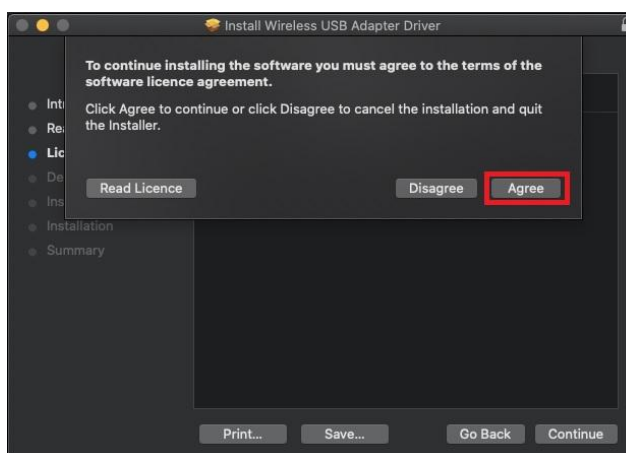 Install Wireless USB Adapter Driver
To continue installing the software you must agree to the terms of the
software licence agreement.
Click Agree to continue or click Disagree to cancel the installation and quit
the Installer.
Read Licence
Disagree
Agree
Installation
Summary
Print...
Save...
Go Back
Continue